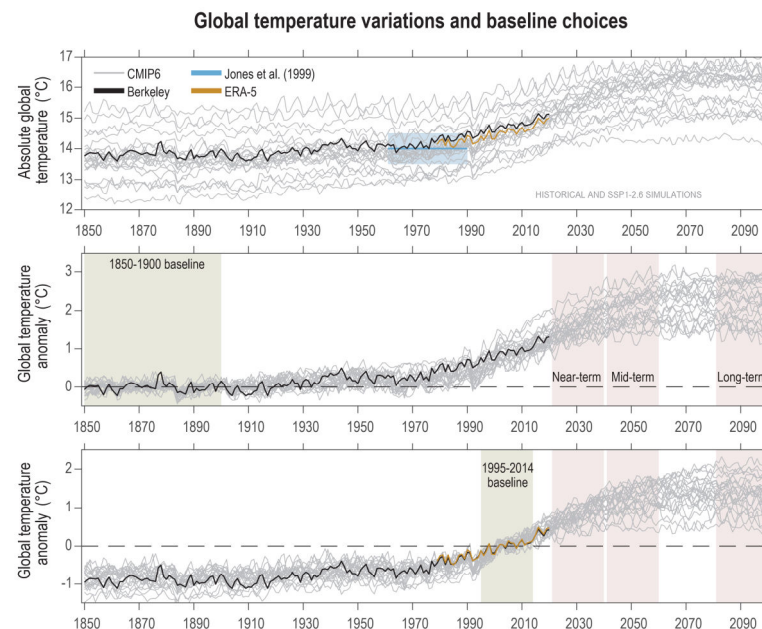 Global temperature variations and baseline choices
Absolute global
temperature (°C)
17
16
15
14
13
12
CMIP6
Berkeley
Jones et al. (1999)
ERA-5
HISTORICAL AND SSP1-2.6 SIMULATIONS
1850 1870 1890 1910 1930 1950 1970 1990 2010 2030 2050 2070 2090
Global temperature
anomaly (°C)
3
2
1
0
1850-1900 baseline
Near-term
Mid-term
Long-term
1850 1870 1890 1910 1930 1950 1970 1990 2010 2030 2050 2070 2090
Global temperature
anomaly (°C)
2
1
0
-1
1995-2014
baseline
1850 1870 1890 1910 1930 1950 1970 1990 2010 2030 2050 2070 2090